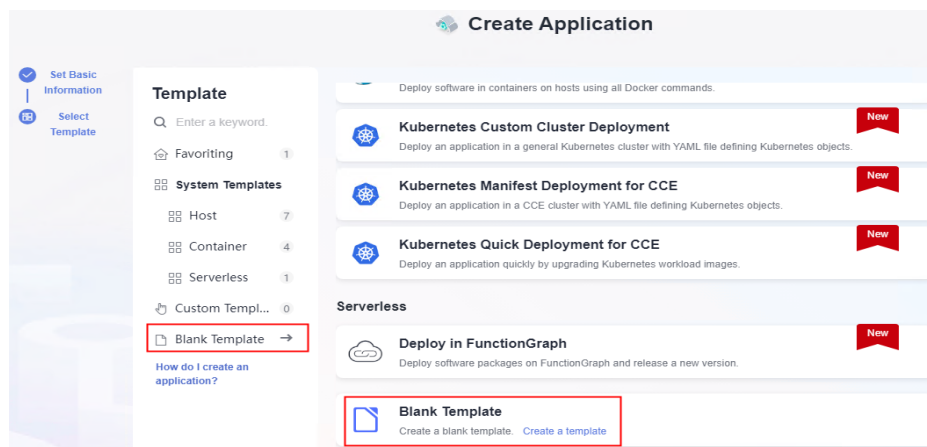 Create Application
Set Basic
Information
Select
Template
Template
Enter a keyword.
Favoriting 1
System Templates
Host 7
Container 4
Serverless 1
Custom Templ... 0
Blank Template
How do I create an
application?
Deploy software in containers on hosts using all Docker commands.
Kubernetes Custom Cluster Deployment
New
Deploy an application in a general Kubernetes cluster with YAML file defining Kubernetes objects.
Kubernetes Manifest Deployment for CCE
New
Deploy an application in a CCE cluster with YAML file defining Kubernetes objects.
Kubernetes Quick Deployment for CCE
New
Deploy an application quickly by upgrading Kubernetes workload images.
Serverless
Deploy in FunctionGraph
New
Deploy software packages on FunctionGraph and release a new version.
Blank Template
Create a blank template. Create a template